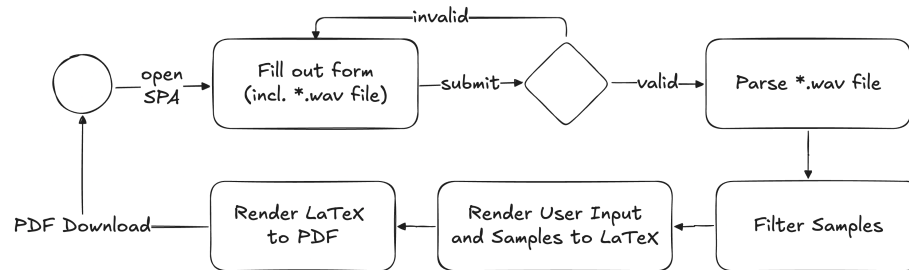 invalid
open
SPA
Fill out form
(incl. *.wav file)
submit
valid
Parse *.wav file
PDF Download
Render LaTeX
to PDF
Render User Input
and Samples to LaTeX
Filter Samples